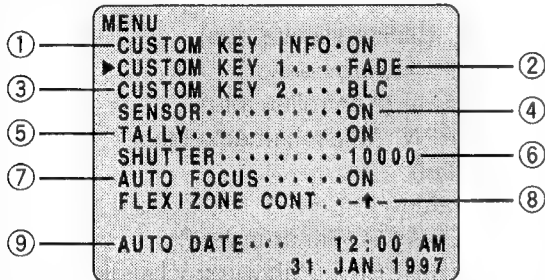 MENU
① CUSTOM KEY INFO·ON
▶CUSTOM KEY 1····FADE ②
③ CUSTOM KEY 2····BLC
SENSOR··········ON ④
⑤ TALLY···········ON
SHUTTER·········10000 ⑥
⑦ AUTO FOCUS······ON
FLEXIZONE CONT.·-↑- ⑧
⑨ AUTO DATE··· 12:00 AM
31.JAN.1997